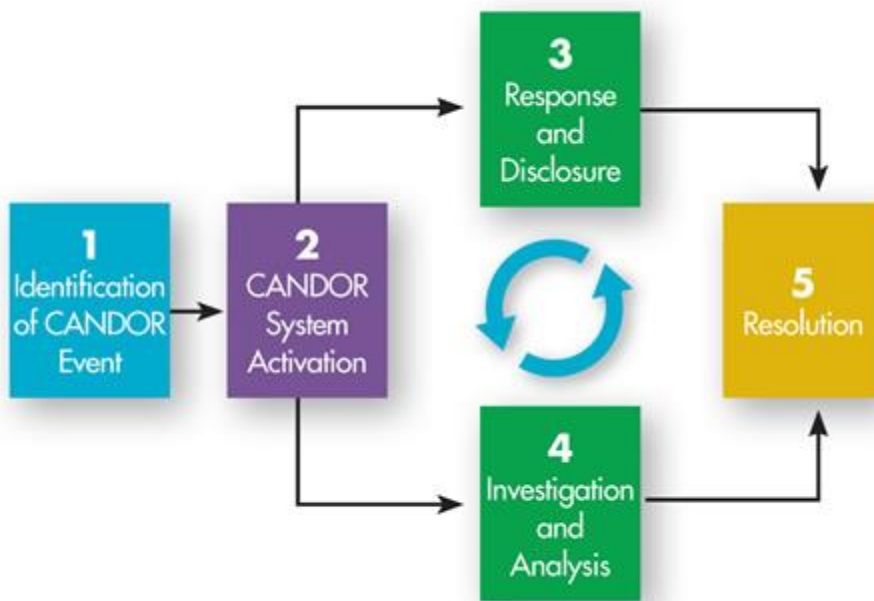 1
Identification
of CANDOR
Event
2
CANDOR
System
Activation
3
Response
and
Disclosure
4
Investigation
and
Analysis
5
Resolution